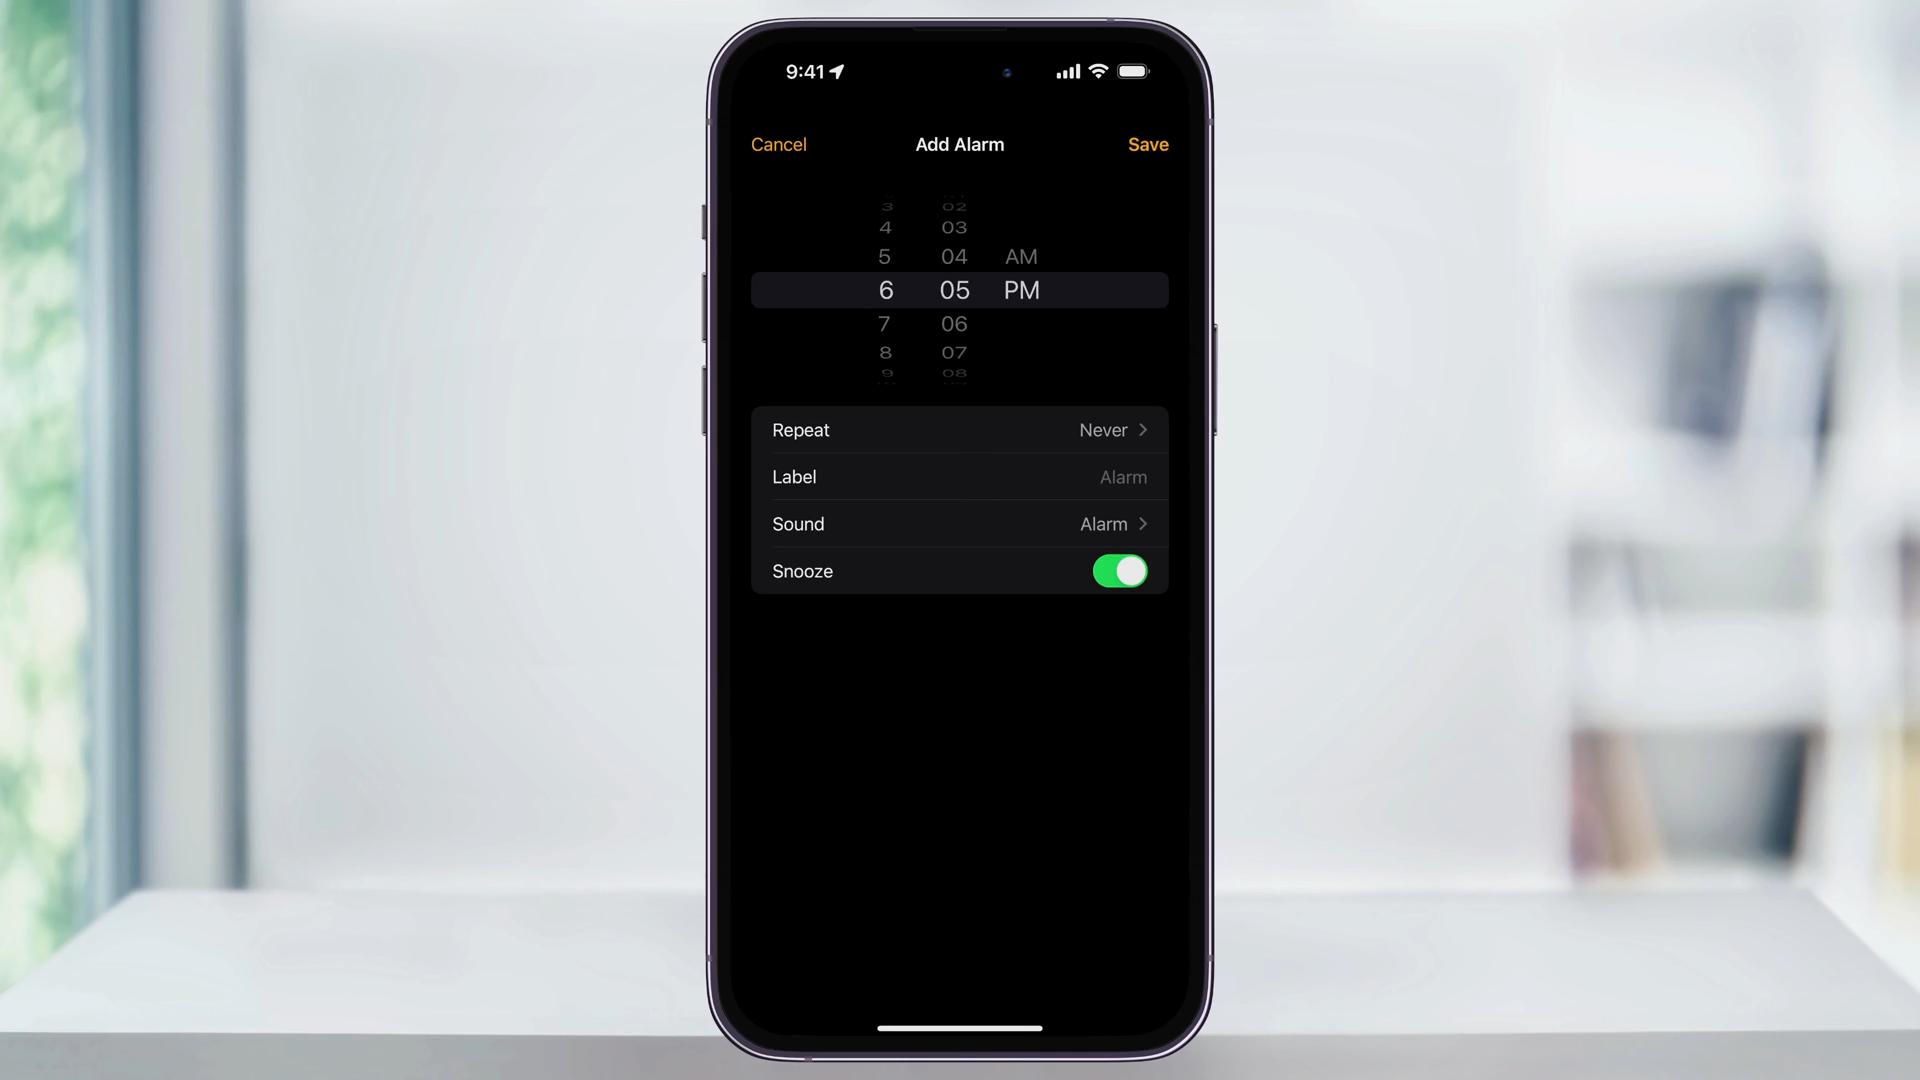 9:41
Cancel Add Alarm Save
3 02
4 03
5 04 AM
6 05 PM
7 06
8 07
9 08
Repeat Never
Label Alarm
Sound Alarm
Snooze